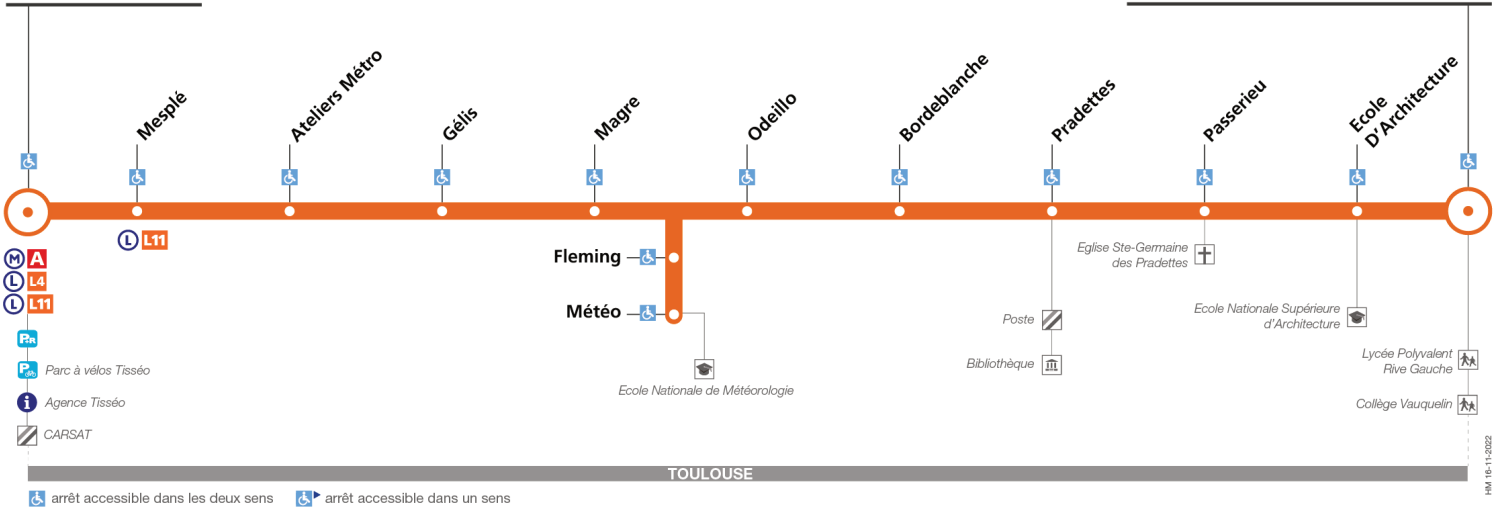 Mesplé
Ateliers Métro
Gélis
Magre
Odeillo
Bordeblanche
Pradettes
Passerieu
Ecole
D'Architecture
M A
L L4
L L11
L L11
PR
P
Parc à vélos Tisséo
i
Agence Tisséo
CARSAT
Fleming
Météo
Ecole Nationale de Météorologie
Poste
Bibliothèque
Eglise Ste-Germaine
des Pradettes
Ecole Nationale Supérieure
d'Architecture
Lycée Polyvalent
Rive Gauche
Collège Vauquelin
TOULOUSE
arrêt accessible dans les deux sens
arrêt accessible dans un sens
HM 16-11-2022